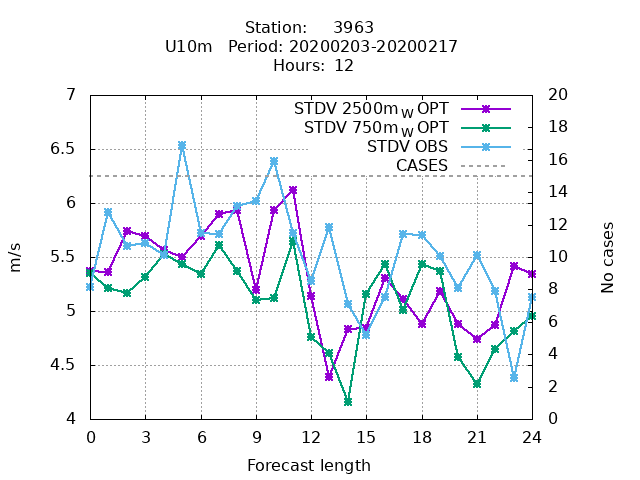 Station: 3963
U10m Period: 20200203-20200217
Hours: 12
7
6.5
6
5.5
5
4.5
4
20
18
16
14
12
10
8
6
4
2
0
STDV 2500m_W OPT
STDV 750m_W OPT
STDV OBS
CASES
m/s
No cases
0 3 6 9 12 15 18 21 24
Forecast length